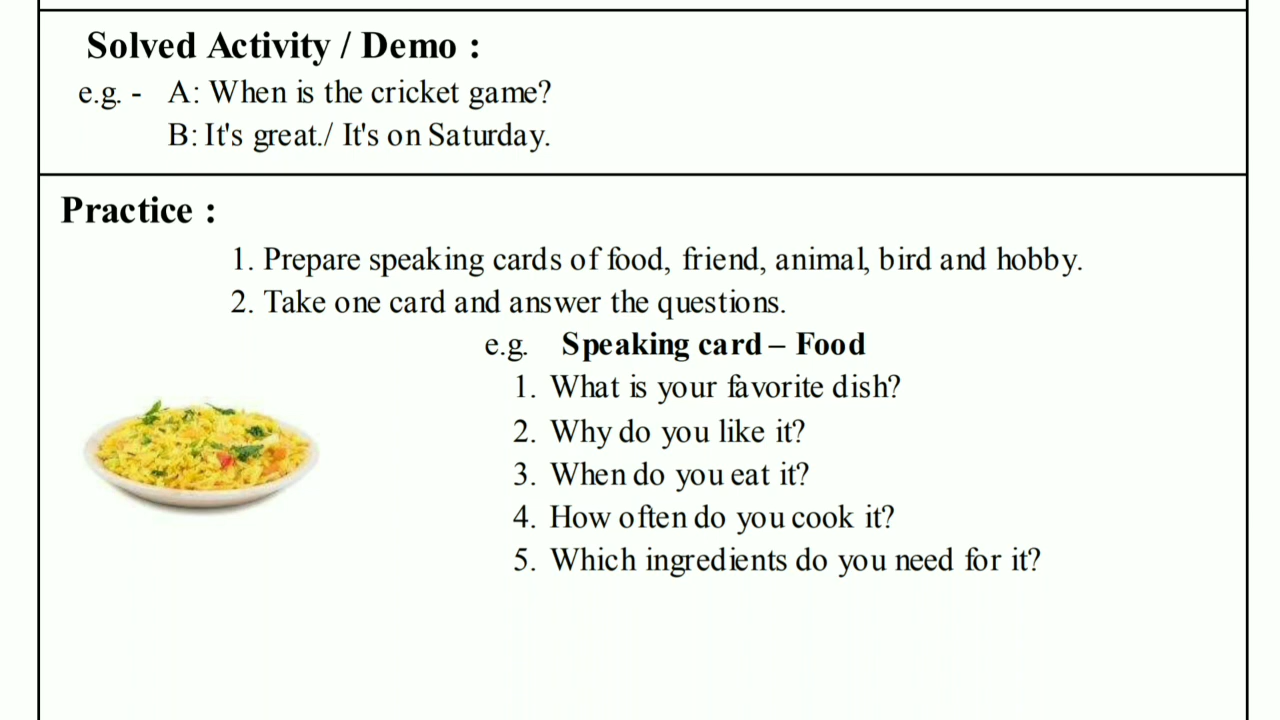 Solved Activity / Demo :
e.g. - A: When is the cricket game?
B: It's great./ It's on Saturday.
Practice :
1. Prepare speaking cards of food, friend, animal, bird and hobby.
2. Take one card and answer the questions.
e.g. Speaking card – Food
1. What is your favorite dish?
2. Why do you like it?
3. When do you eat it?
4. How often do you cook it?
5. Which ingredients do you need for it?